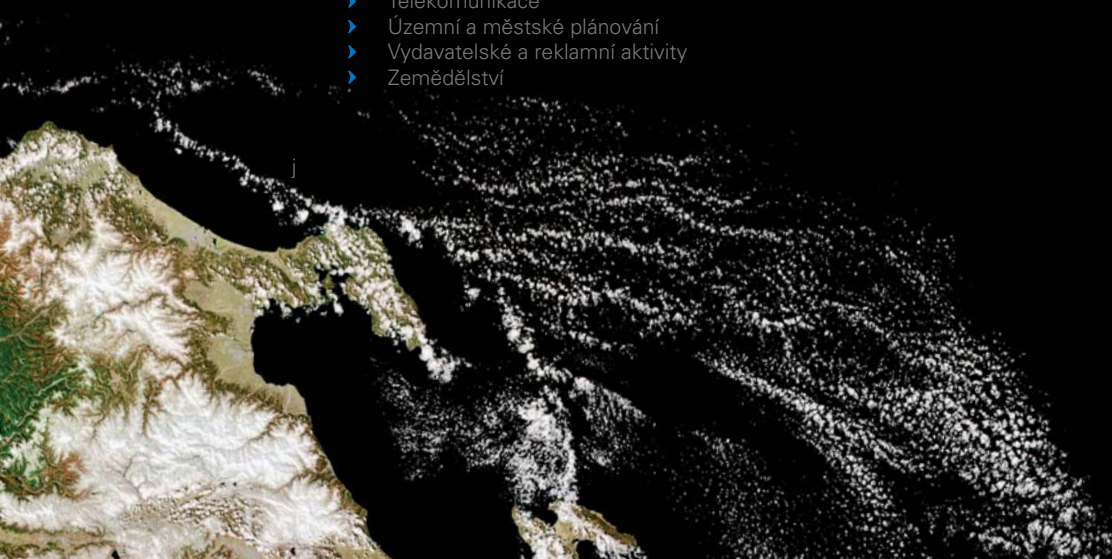 Telekomunikace
Územní a městské plánování
Vydavatelské a reklamní aktivity
Zemědělství
j